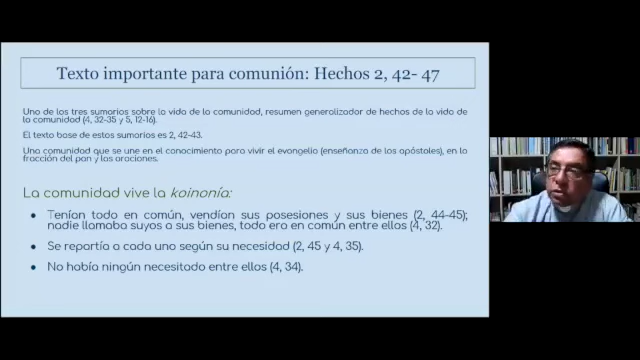 Texto importante para comunión: Hechos 2, 42- 47
Uno de los tres sumarios sobre la vida de la comunidad, resumen generalizador de hechos de la vida de
la comunidad (4, 32-35 y 5, 12-16).
El texto base de estos sumarios es 2, 42-43.
Una comunidad que se une en el conocimiento para vivir el evangelio (enseñanza de los apóstoles), en la
fracción del pan y las oraciones.
La comunidad vive la koinonía:
● Tenían todo en común, vendían sus posesiones y sus bienes (2, 44-45);
nadie llamaba suyos a sus bienes, todo era en común entre ellos (4, 32).
● Se repartía a cada uno según su necesidad (2, 45 y 4, 35).
● No había ningún necesitado entre ellos (4, 34).